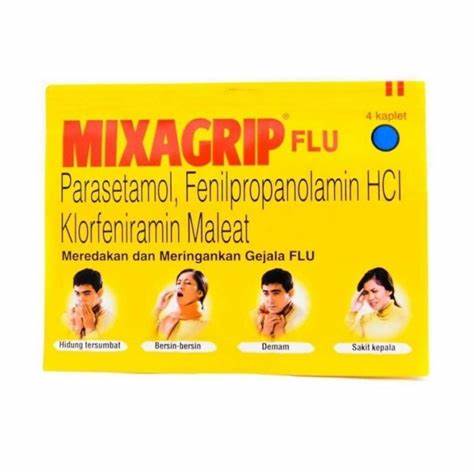 4 kaplet
MIXAGRIP® FLU
Parasetamol, Fenilpropanolamin HCl
Klorfeniramin Maleat
Meredakan dan Meringankan Gejala FLU
Hidung tersumbat
Bersin-bersin
Demam
Sakit kepala